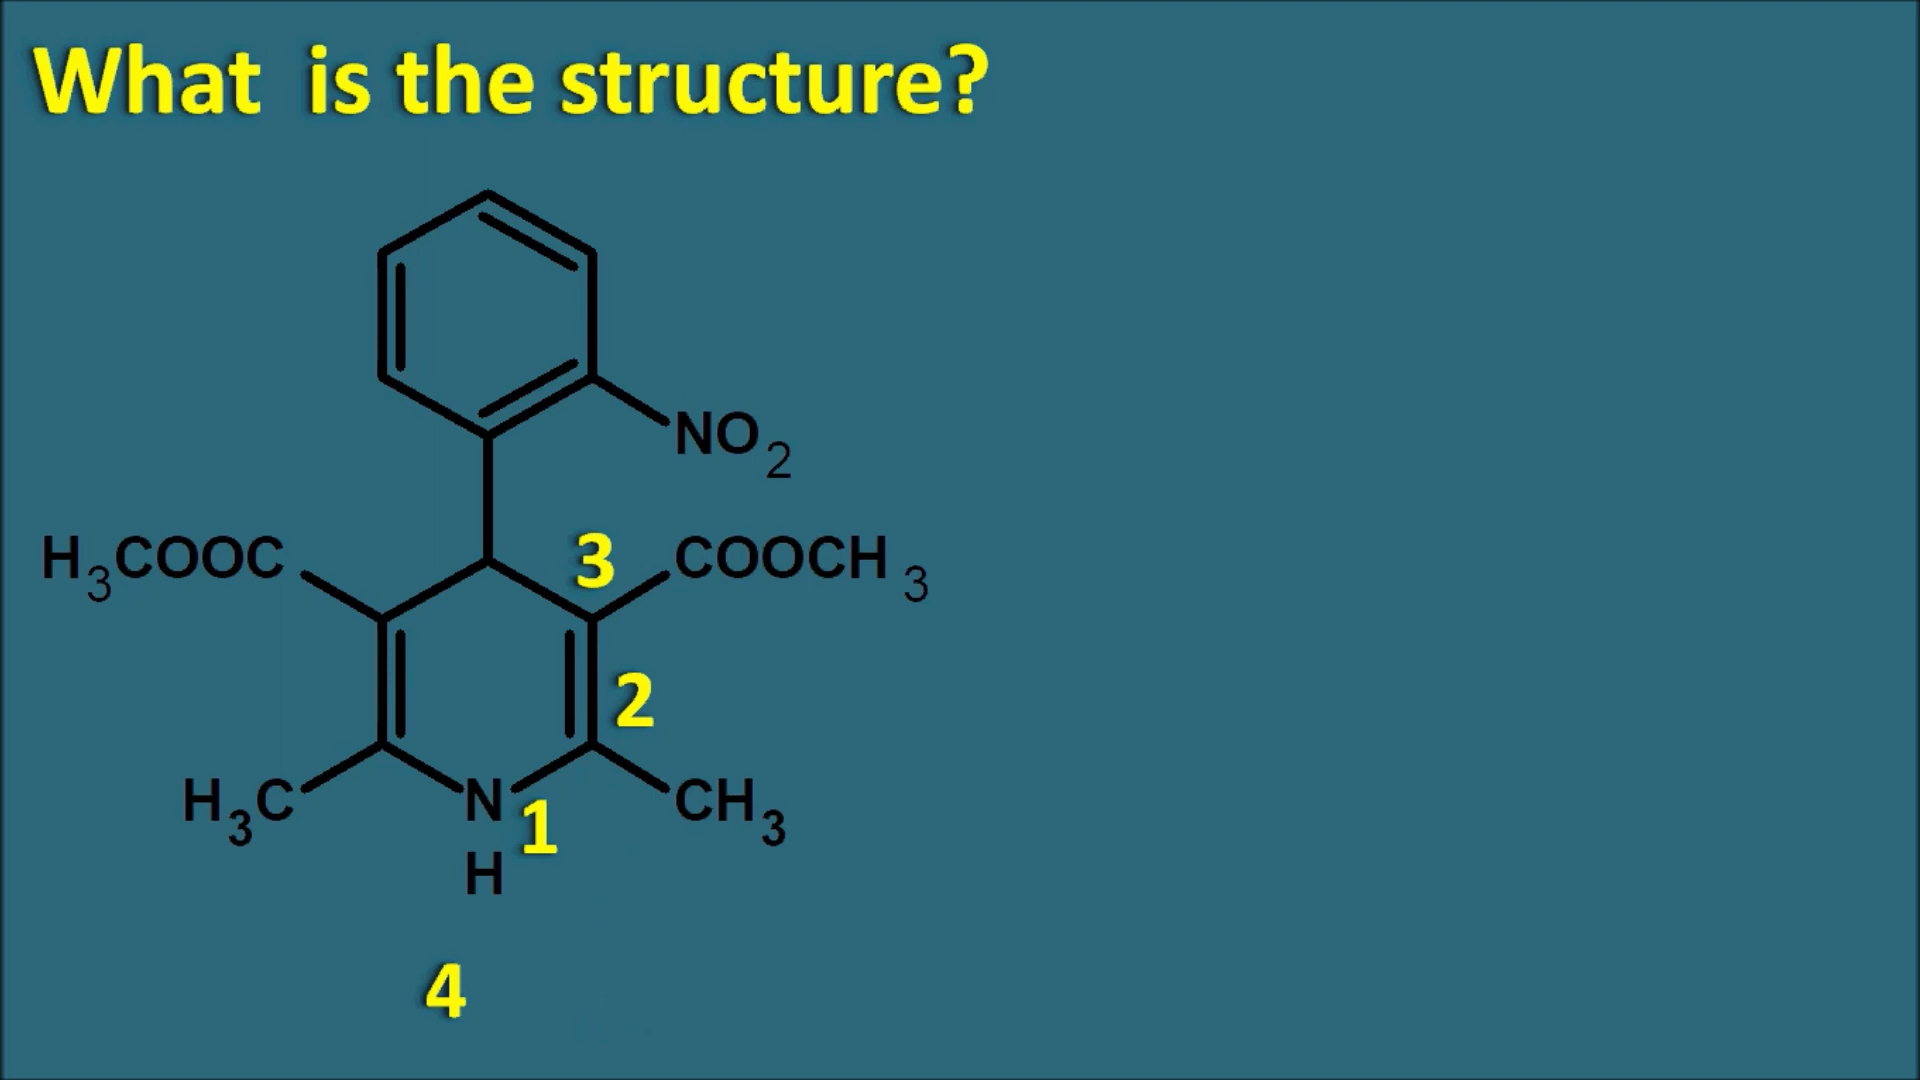 What  is the structure?
NO2
H3COOC 3 COOCH3
2
H3C N 1 CH3
H
4